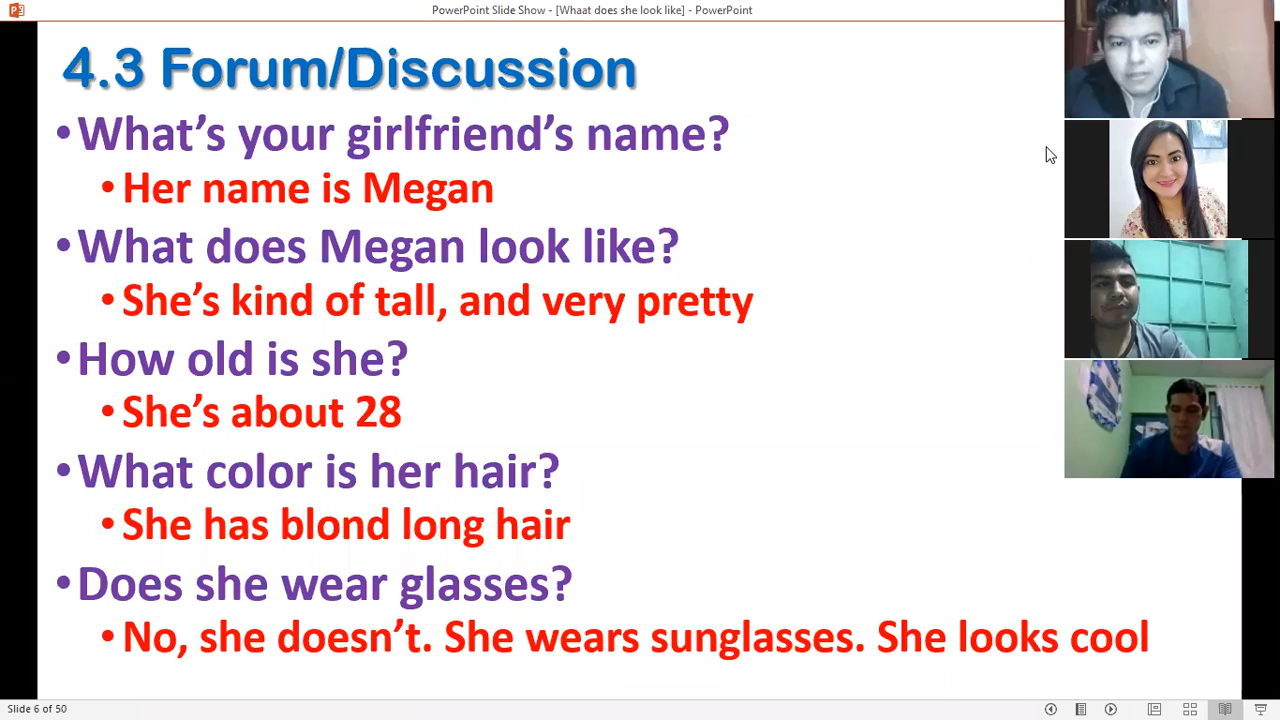 PowerPoint Slide Show - [Whaat does she look like] - PowerPoint
4.3 Forum/Discussion
•What's your girlfriend's name?
•Her name is Megan
•What does Megan look like?
•She's kind of tall, and very pretty
•How old is she?
•She's about 28
•What color is her hair?
•She has blond long hair
•Does she wear glasses?
•No, she doesn't. She wears sunglasses. She looks cool
Slide 6 of 50